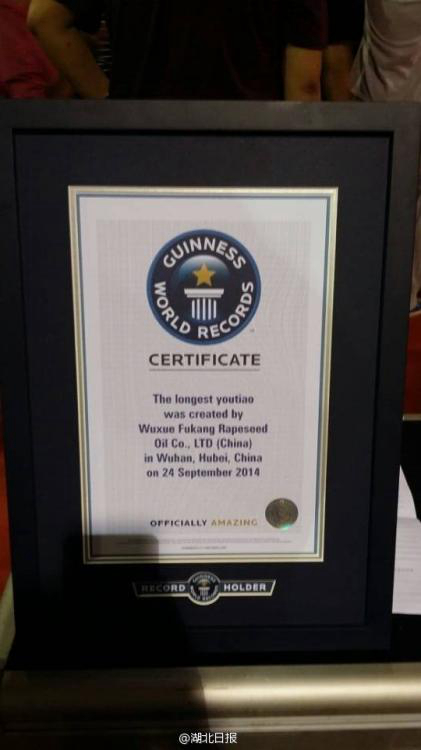 GUINNESS
WORLD RECORDS
CERTIFICATE
The longest youtiao
was created by
Wuxue Fukang Rapeseed
Oil Co., LTD (China)
in Wuhan, Hubei, China
on 24 September 2014
OFFICIALLY AMAZING
RECORD HOLDER
@湖北日报